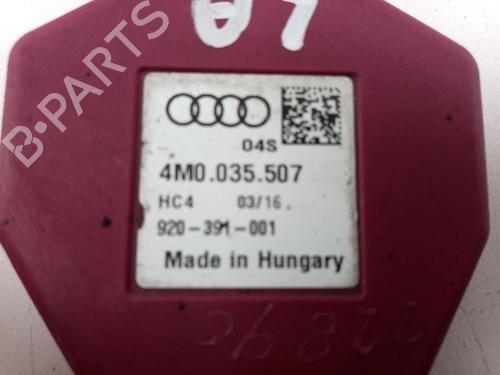 B-PARTS
04S
4M0.035.507
HC4 03/16.
920-391-001
Made in Hungary